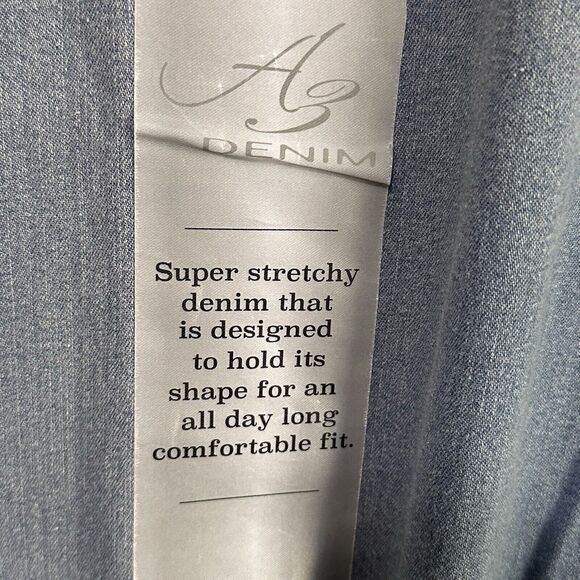 A3
DENIM
Super stretchy
denim that
is designed
to hold its
shape for an
all day long
comfortable fit.